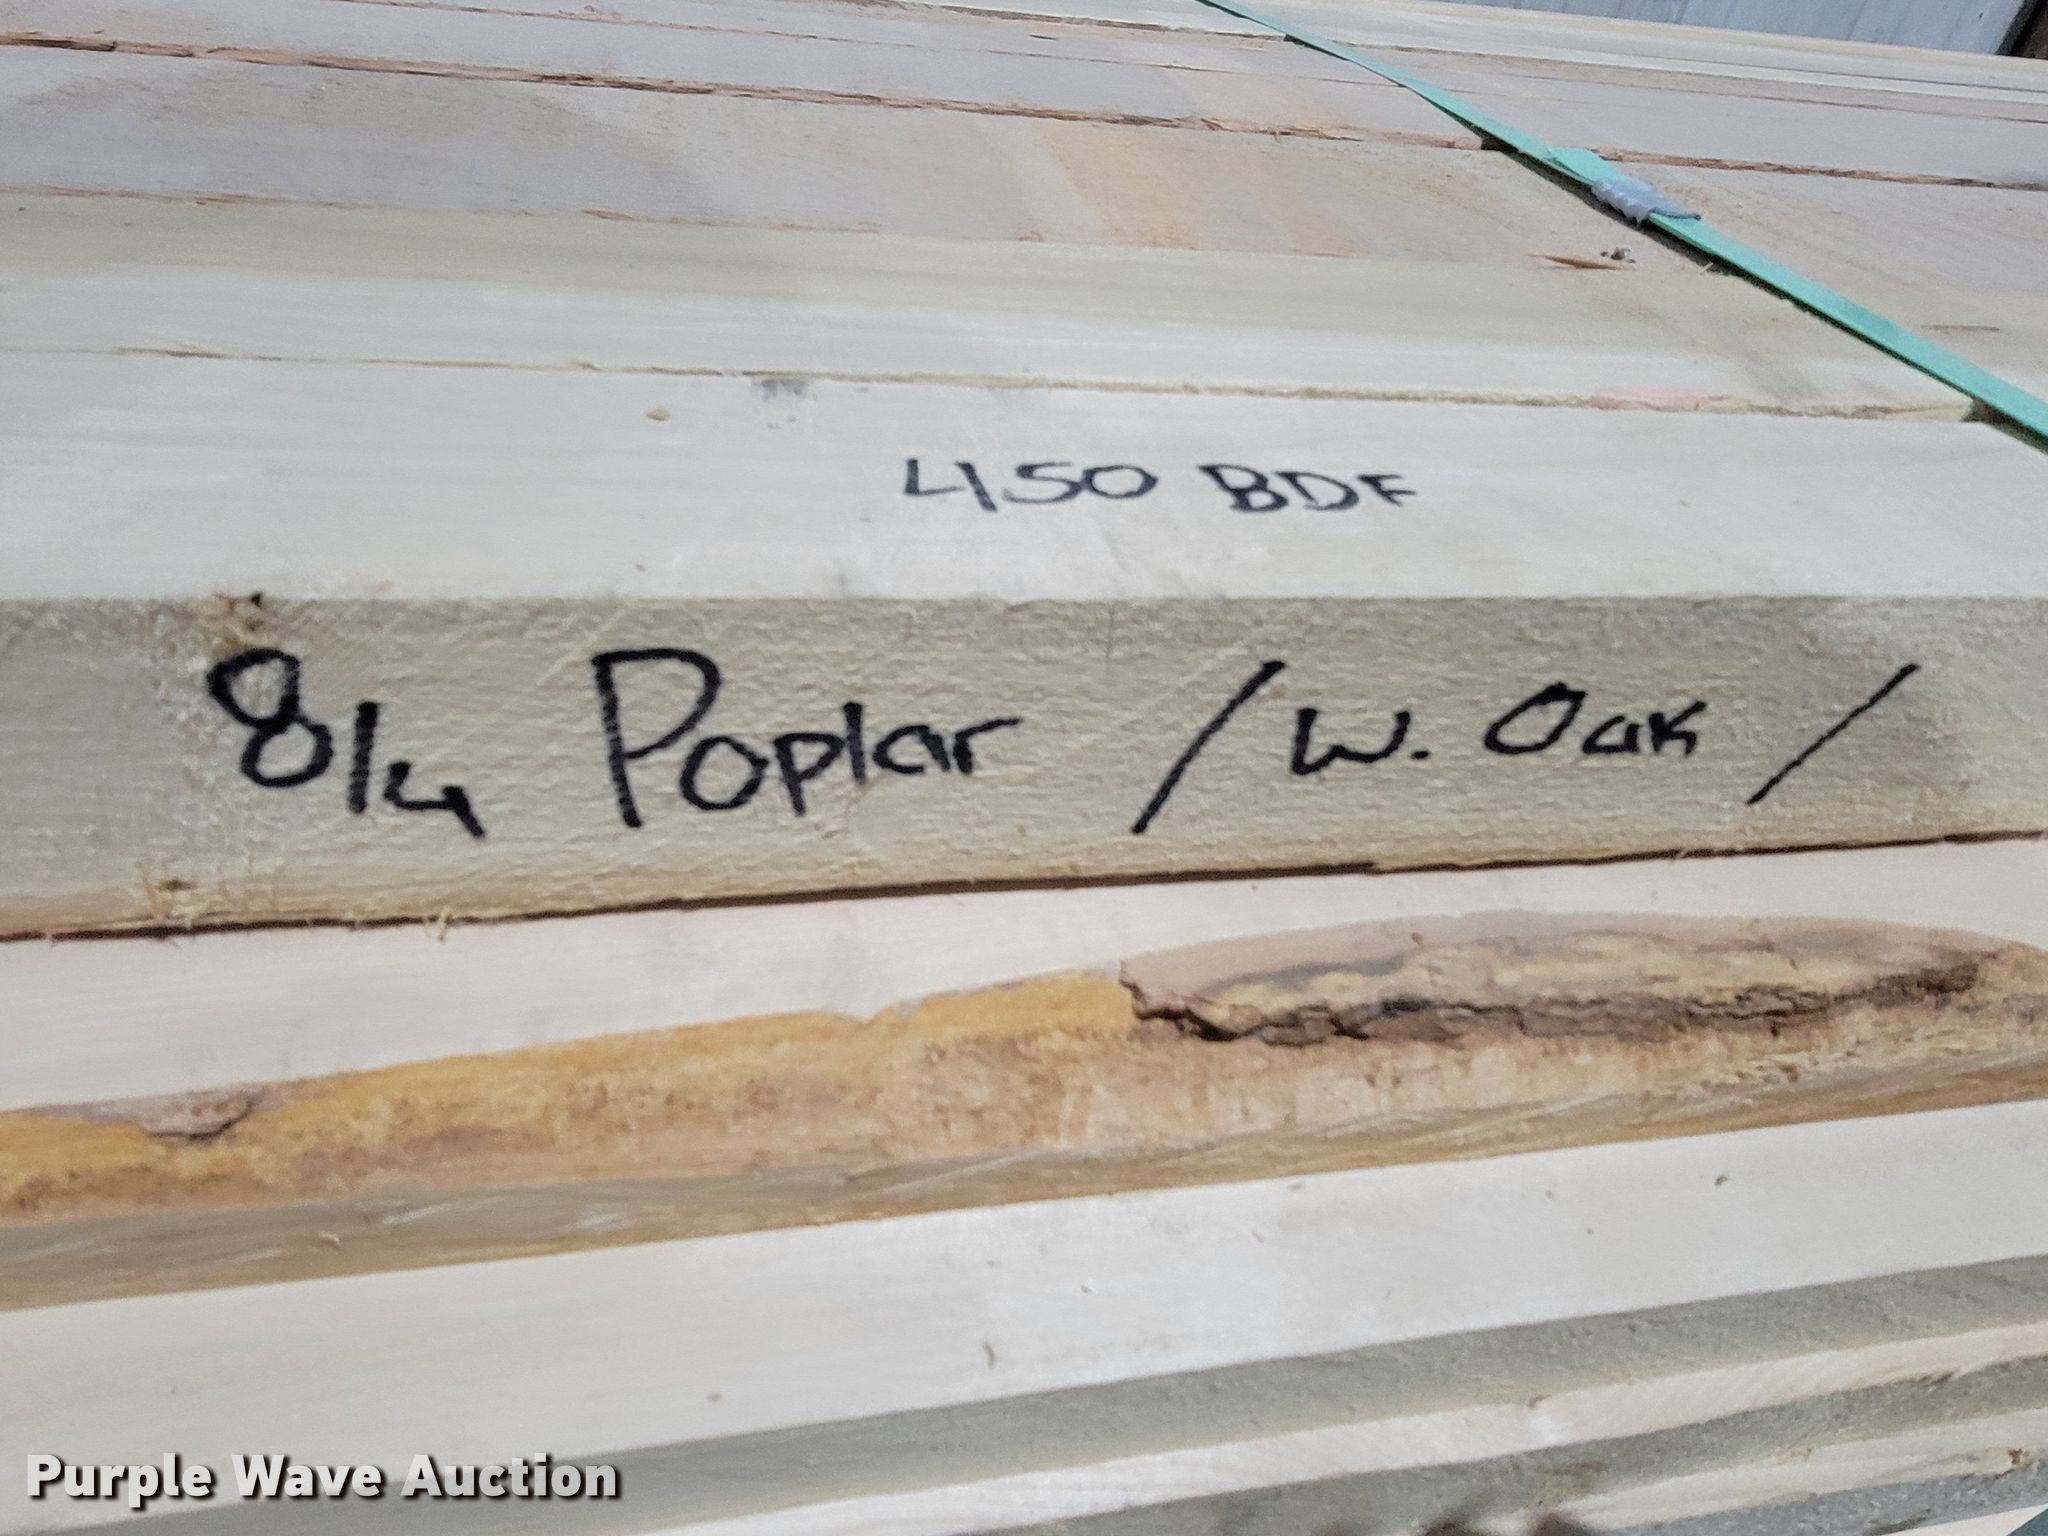 450 BDF
8/4 Poplar / W. Oak /
Purple Wave Auction